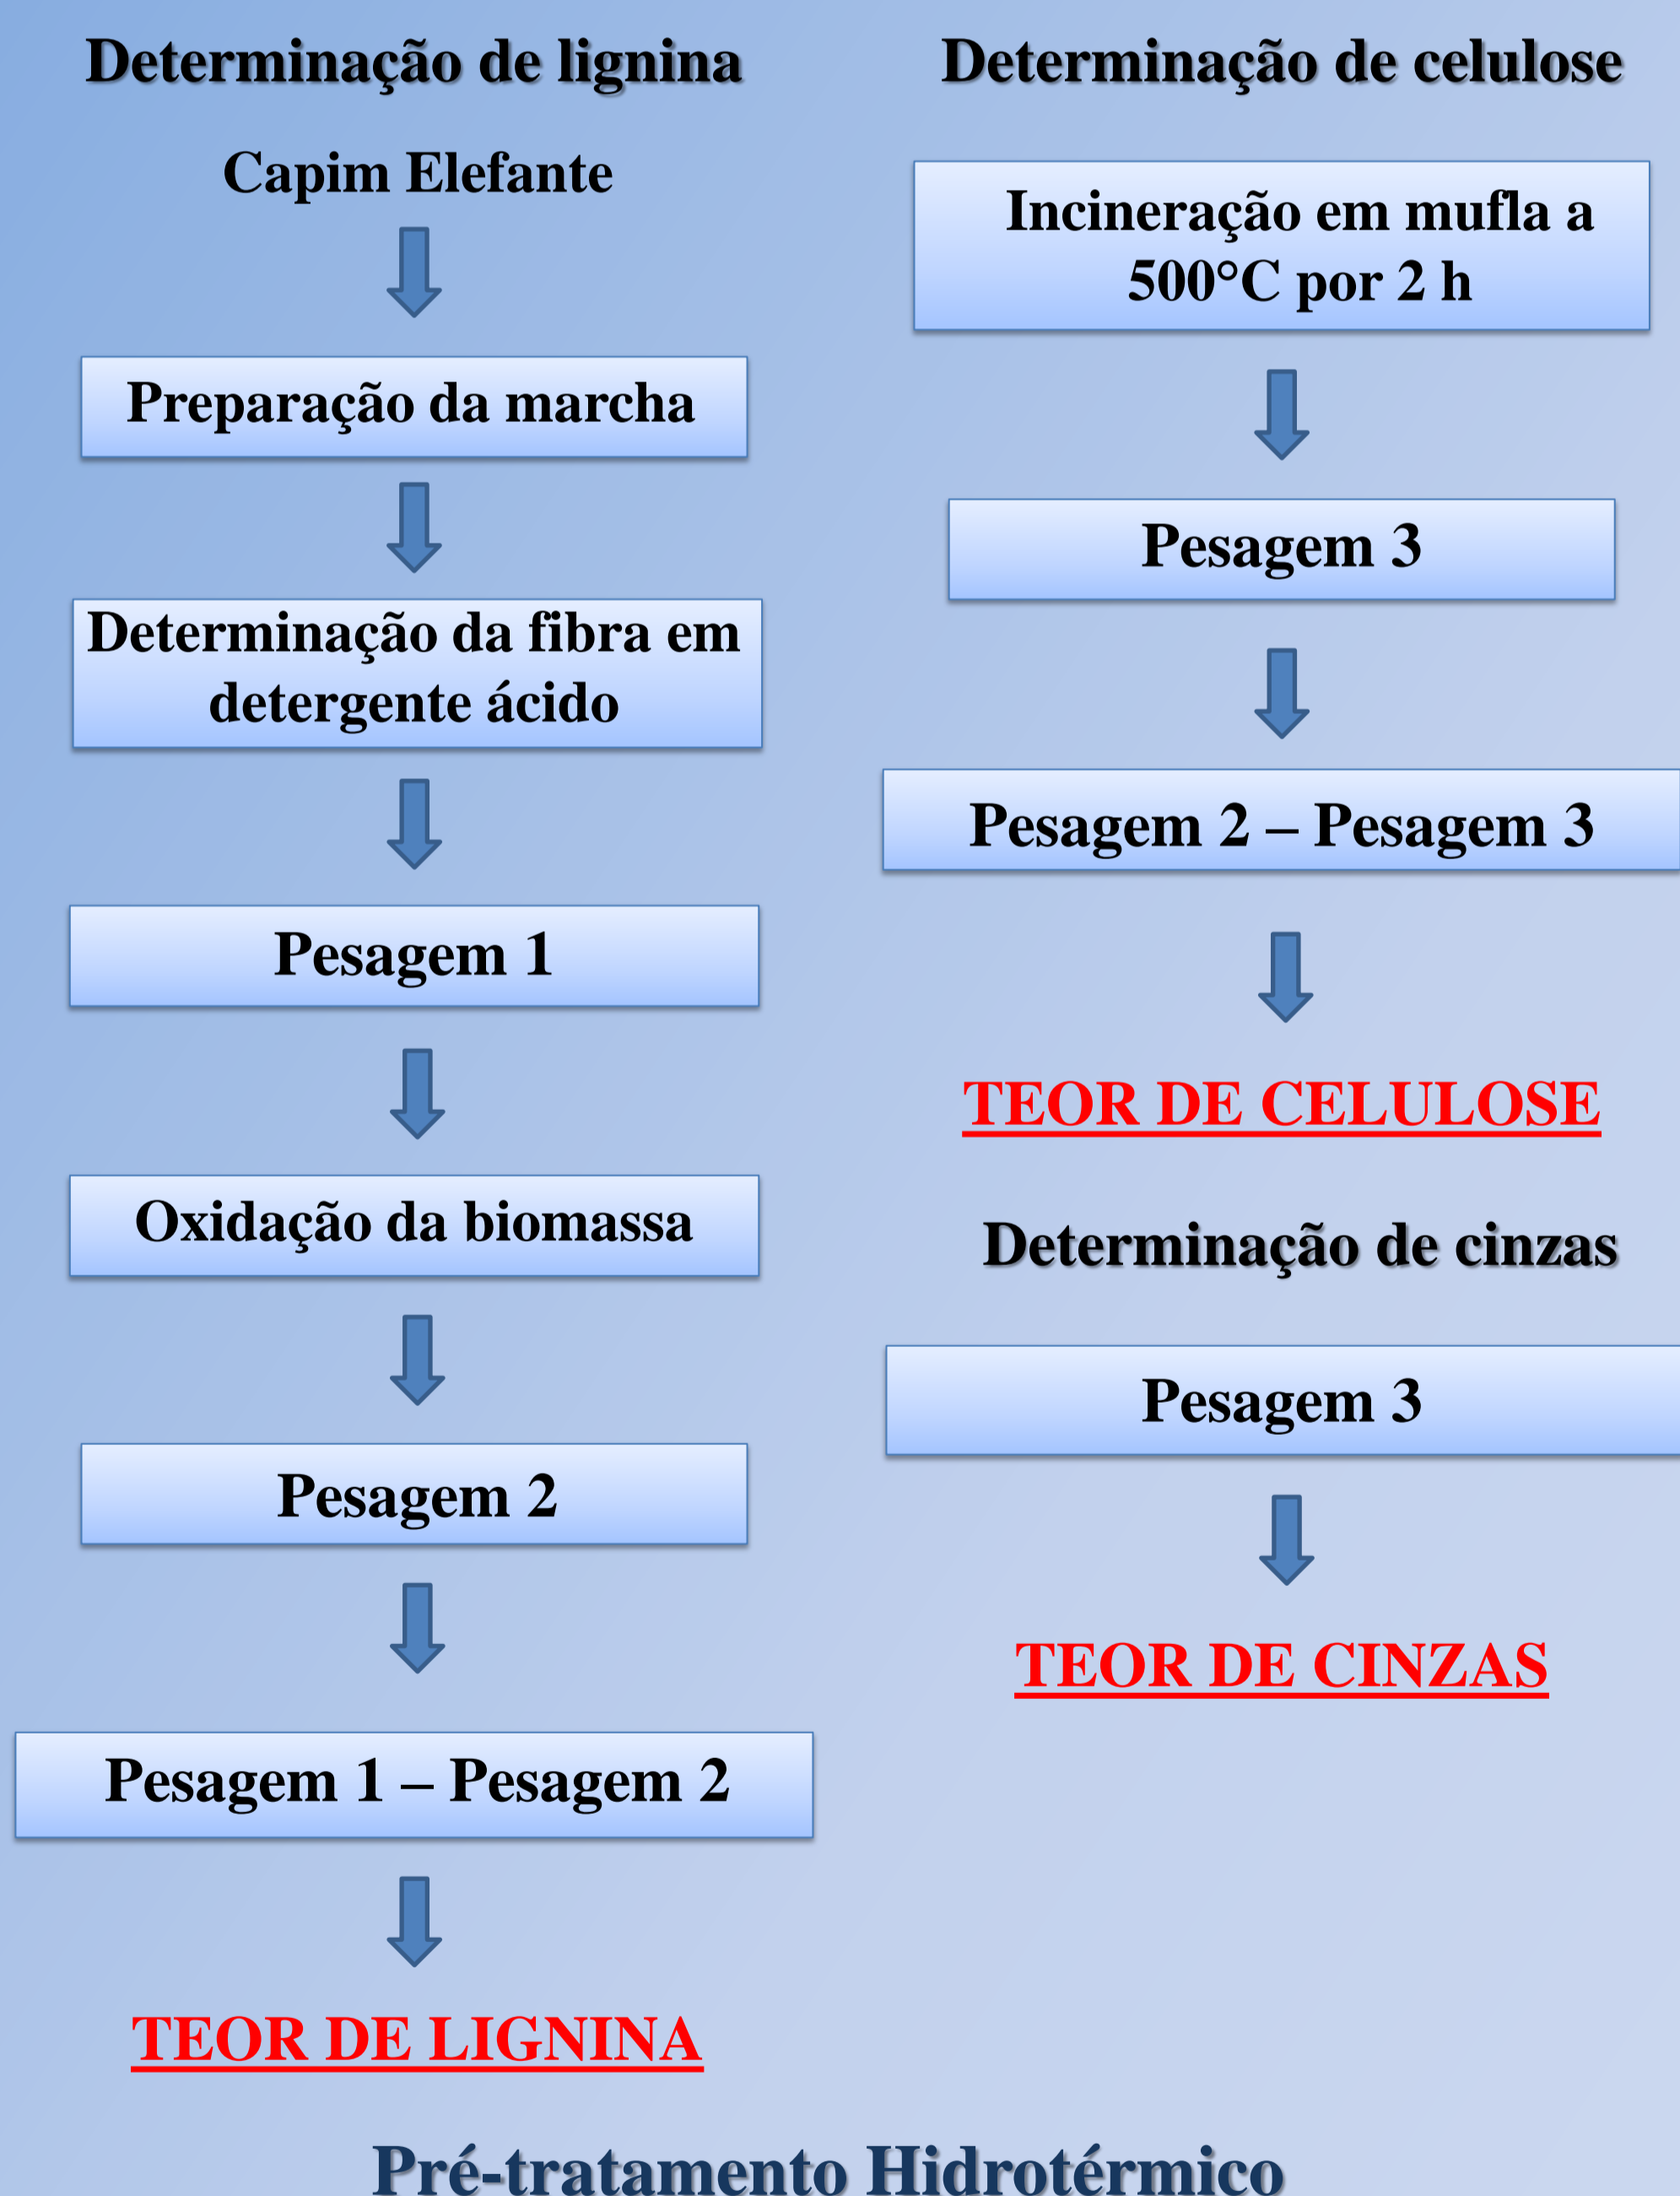 Determinação de lignina
Capim Elefante
Preparação da marcha
Determinação da fibra em
detergente ácido
Pesagem 1
Oxidação da biomassa
Pesagem 2
Pesagem 1 – Pesagem 2
TEOR DE LIGNINA
Determinação de celulose
Incineração em mufla a
500°C por 2 h
Pesagem 3
Pesagem 2 – Pesagem 3
TEOR DE CELULOSE
Determinação de cinzas
Pesagem 3
TEOR DE CINZAS
Pré-tratamento Hidrotérmico